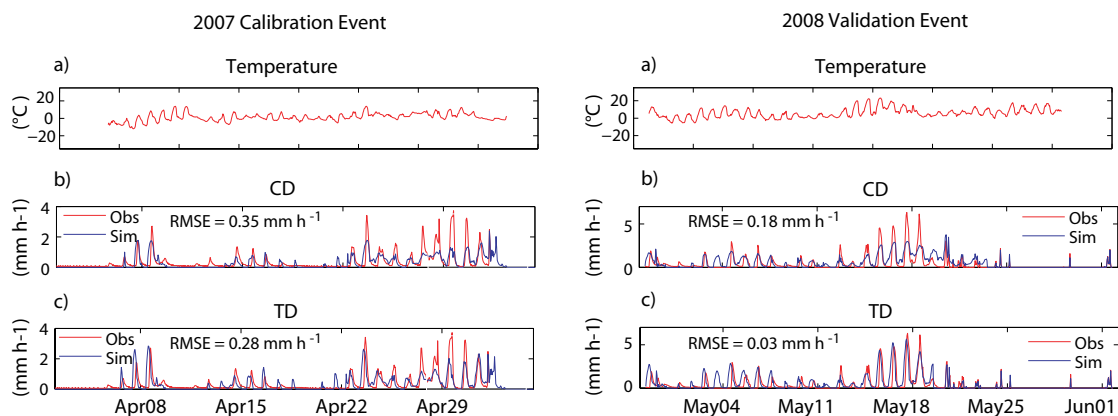 2007 Calibration Event
a)
Temperature
(°C)
20
0
−20
b)
CD
(mm h-1)
4
2
0
Obs
Sim
RMSE = 0.35 mm h -1
c)
TD
(mm h-1)
4
2
0
Obs
Sim
RMSE = 0.28 mm h -1
Apr08 Apr15 Apr22 Apr29
2008 Validation Event
a)
Temperature
(°C)
20
0
−20
b)
CD
(mm h-1)
5
0
RMSE = 0.18 mm h -1
Obs
Sim
c)
TD
(mm h-1)
5
0
RMSE = 0.03 mm h -1
Obs
Sim
May04 May11 May18 May25 Jun01